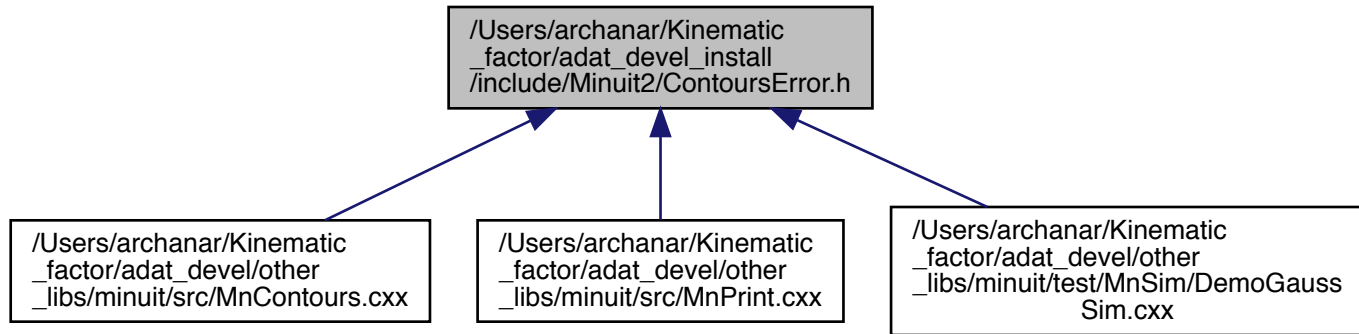 /Users/archanar/Kinematic
_factor/adat_devel_install
/include/Minuit2/ContoursError.h
/Users/archanar/Kinematic
_factor/adat_devel/other
_libs/minuit/src/MnContours.cxx
/Users/archanar/Kinematic
_factor/adat_devel/other
_libs/minuit/src/MnPrint.cxx
/Users/archanar/Kinematic
_factor/adat_devel/other
_libs/minuit/test/MnSim/DemoGauss
Sim.cxx